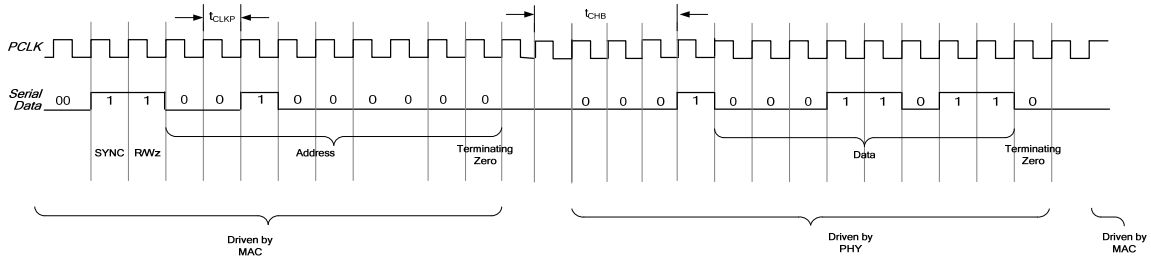 tCLKP
tCHB
PCLK
Serial
Data
00 1 1 0 0 1 0 0 0 0 0 0 0 0 0 1 0 0 0 1 1 0 1 1 0
SYNC R/Wz Address Terminating
Zero
Data Terminating
Zero
Driven by
MAC
Driven by
PHY
Driven by
MAC